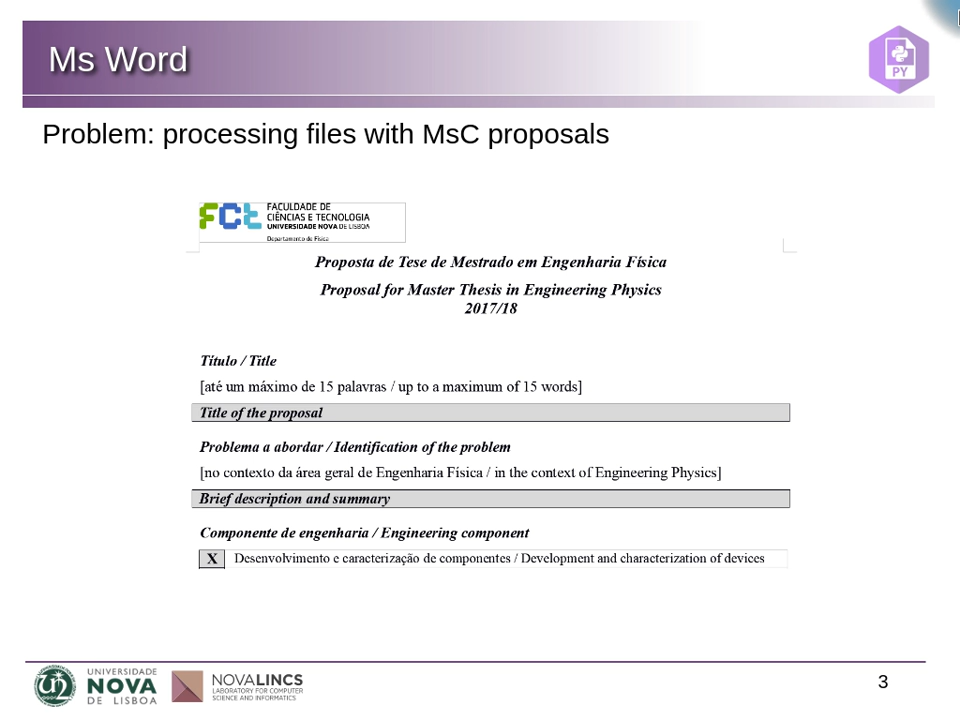 Ms Word
PY
Problem: processing files with MsC proposals
FCt
FACULDADE DE
CIÊNCIAS E TECNOLOGIA
UNIVERSIDADE NOVA DE LISBOA
Departamento de Física
Proposta de Tese de Mestrado em Engenharia Física
Proposal for Master Thesis in Engineering Physics
2017/18
Título / Title
[até um máximo de 15 palavras / up to a maximum of 15 words]
Title of the proposal
Problema a abordar / Identification of the problem
[no contexto da área geral de Engenharia Física / in the context of Engineering Physics]
Brief description and summary
Componente de engenharia / Engineering component
X Desenvolvimento e caracterização de componentes / Development and characterization of devices
UNIVERSIDADE
NOVA
DE LISBOA
NOVALINCS
LABORATORY FOR COMPUTER
SCIENCE AND INFORMATICS
3